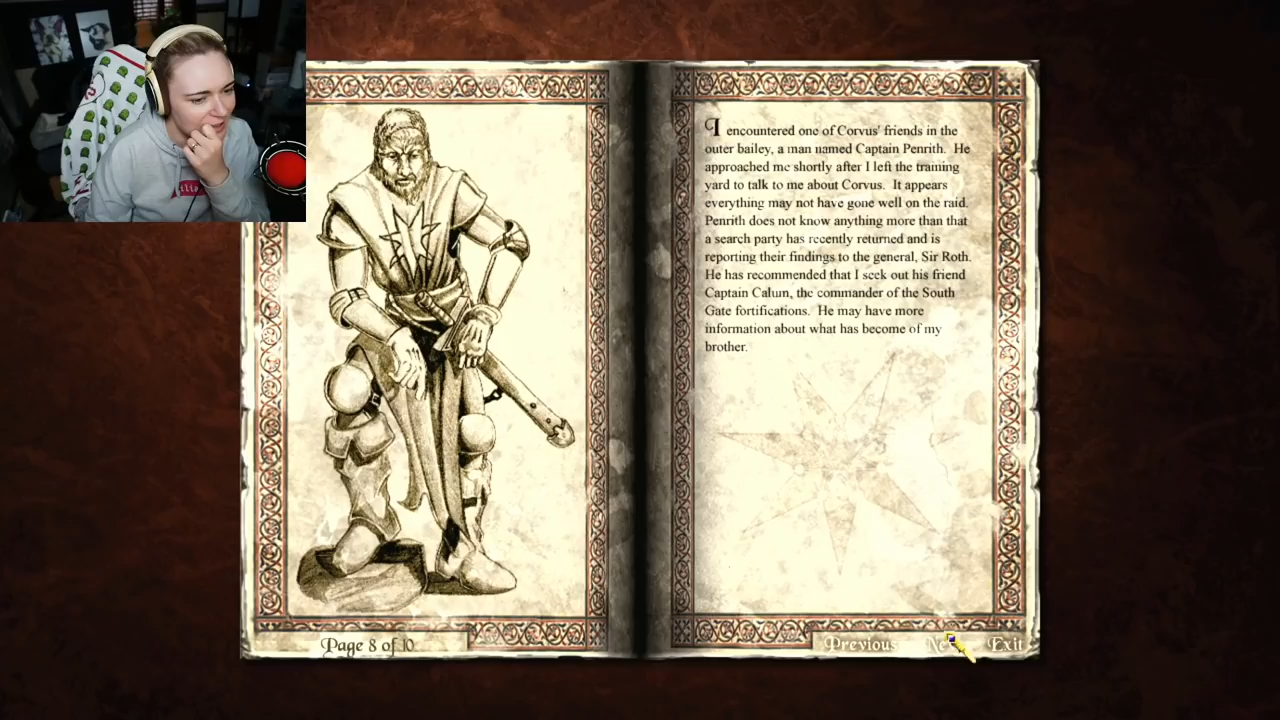 I encountered one of Corvus' friends in the
outer bailey, a man named Captain Penrith. He
approached me shortly after I left the training
yard to talk to me about Corvus. It appears
everything may not have gone well on the raid.
Penrith does not know anything more than that
a search party has recently returned and is
reporting their findings to the general, Sir Roth.
He has recommended that I seek out his friend
Captain Calum, the commander of the South
Gate fortifications. He may have more
information about what has become of my
brother.
Page 8 of 10
Previous Exit